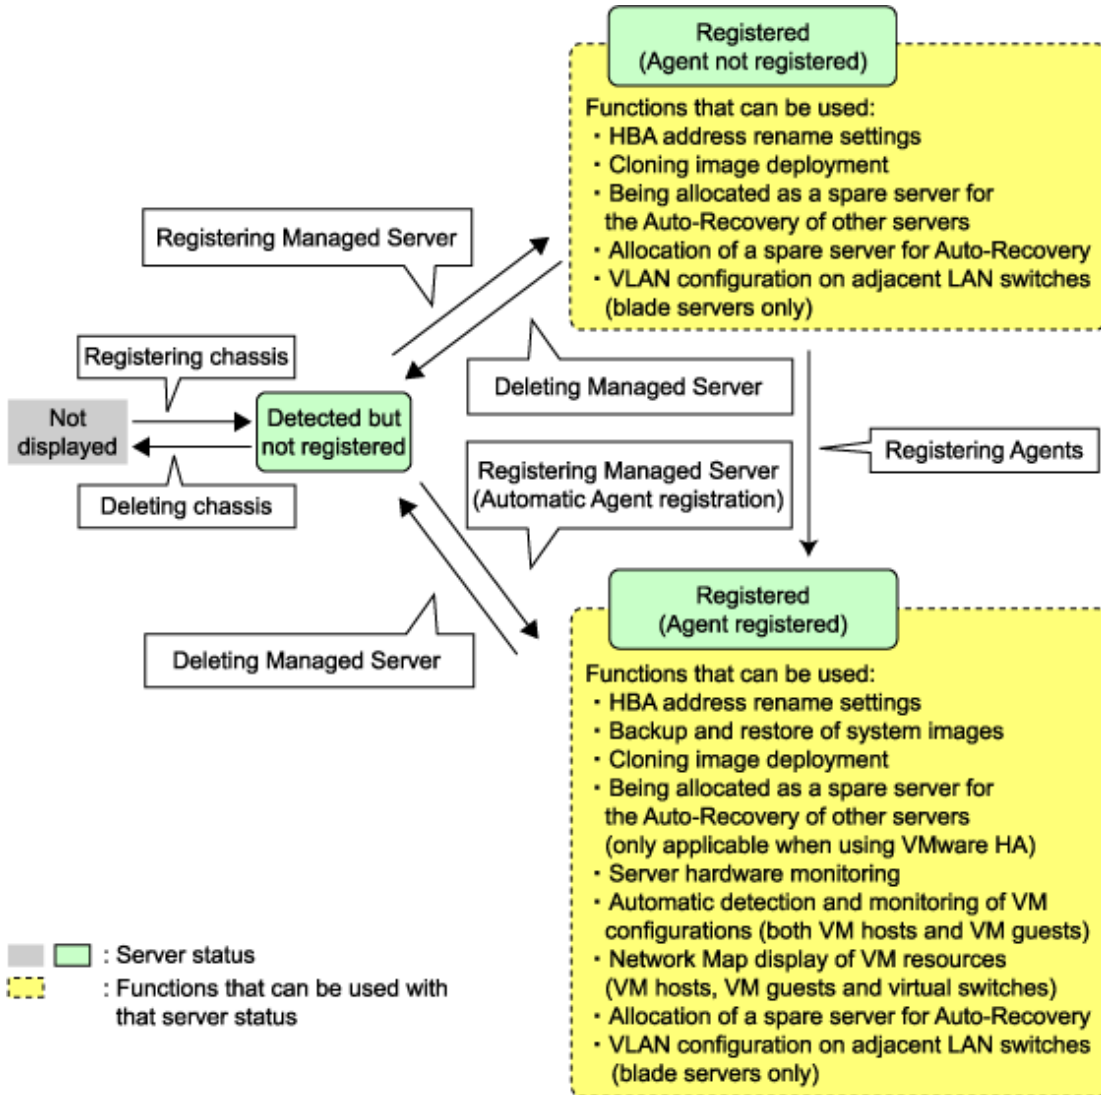 Registered
(Agent not registered)
Functions that can be used:
・HBA address rename settings
・Cloning image deployment
・Being allocated as a spare server for
the Auto-Recovery of other servers
・Allocation of a spare server for Auto-Recovery
・VLAN configuration on adjacent LAN switches
(blade servers only)
Registering Managed Server
Registering chassis
Deleting Managed Server
Not
displayed
Detected but
not registered
Registering Agents
Deleting chassis
Registering Managed Server
(Automatic Agent registration)
Deleting Managed Server
Registered
(Agent registered)
Functions that can be used:
・HBA address rename settings
・Backup and restore of system images
・Cloning image deployment
・Being allocated as a spare server for
the Auto-Recovery of other servers
(only applicable when using VMware HA)
・Server hardware monitoring
・Automatic detection and monitoring of VM
configurations (both VM hosts and VM guests)
・Network Map display of VM resources
(VM hosts, VM guests and virtual switches)
・Allocation of a spare server for Auto-Recovery
・VLAN configuration on adjacent LAN switches
(blade servers only)
: Server status
: Functions that can be used with
that server status